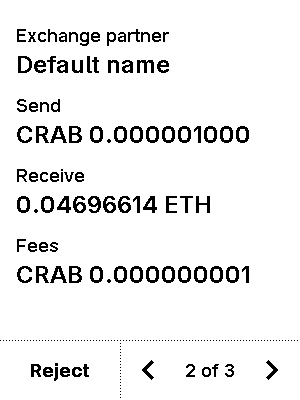 Exchange partner
Default name
Send
CRAB 0.000001000
Receive
0.04696614 ETH
Fees
CRAB 0.000000001
Reject
2 of 3